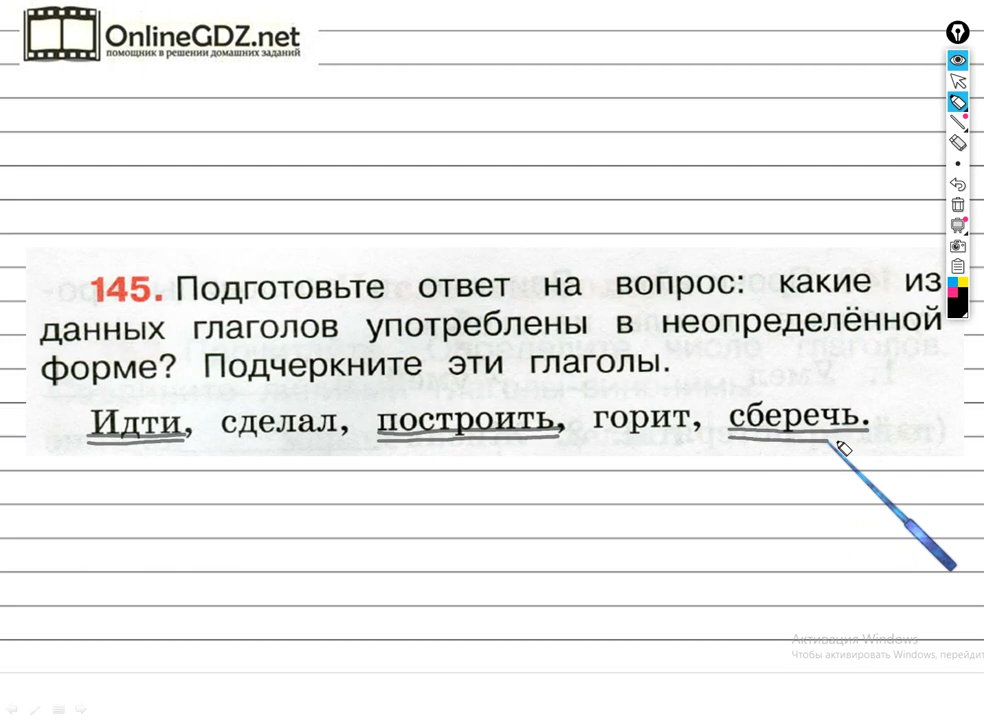 OnlineGDZ.net
помощник в решении домашних заданий
145. Подготовьте ответ на вопрос: какие из
данных глаголов употреблены в неопределённой
форме? Подчеркните эти глаголы.
Идти, сделал, построить, горит, сберечь.
Активация Windows
Чтобы активировать Windows, перейдит